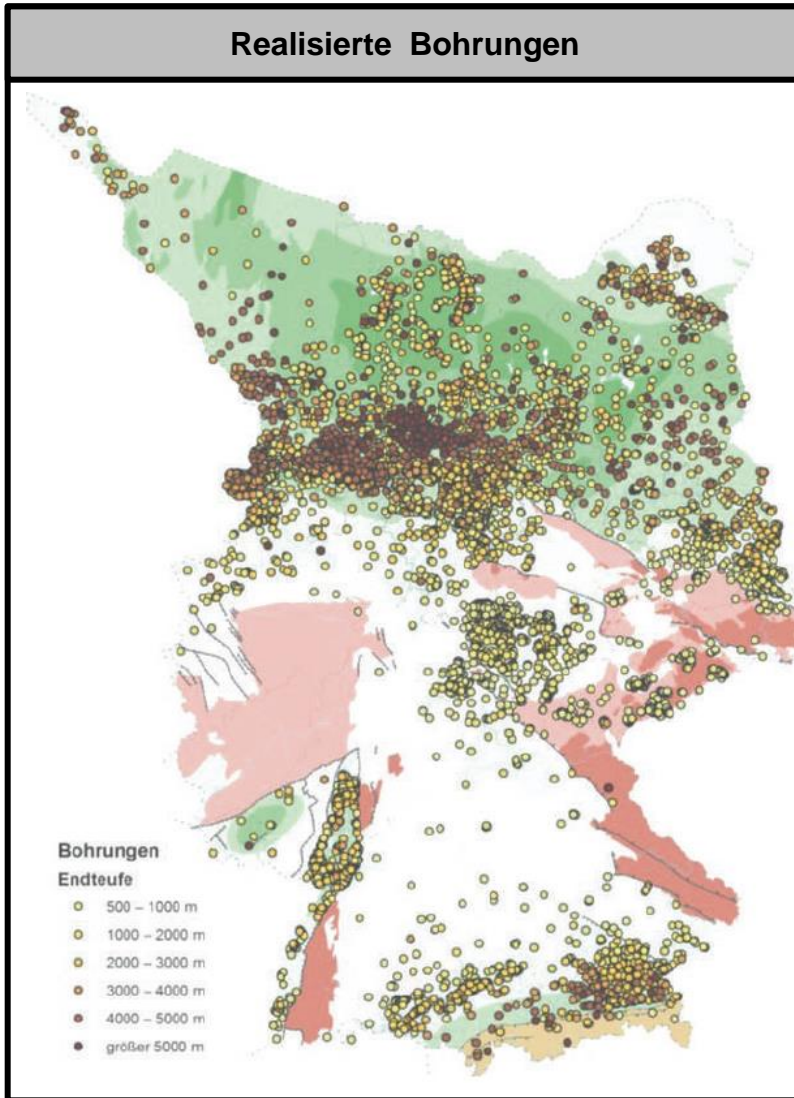 Realisierte Bohrungen
Bohrungen
Endteufe
500 – 1000 m
1000 – 2000 m
2000 – 3000 m
3000 – 4000 m
4000 – 5000 m
größer 5000 m